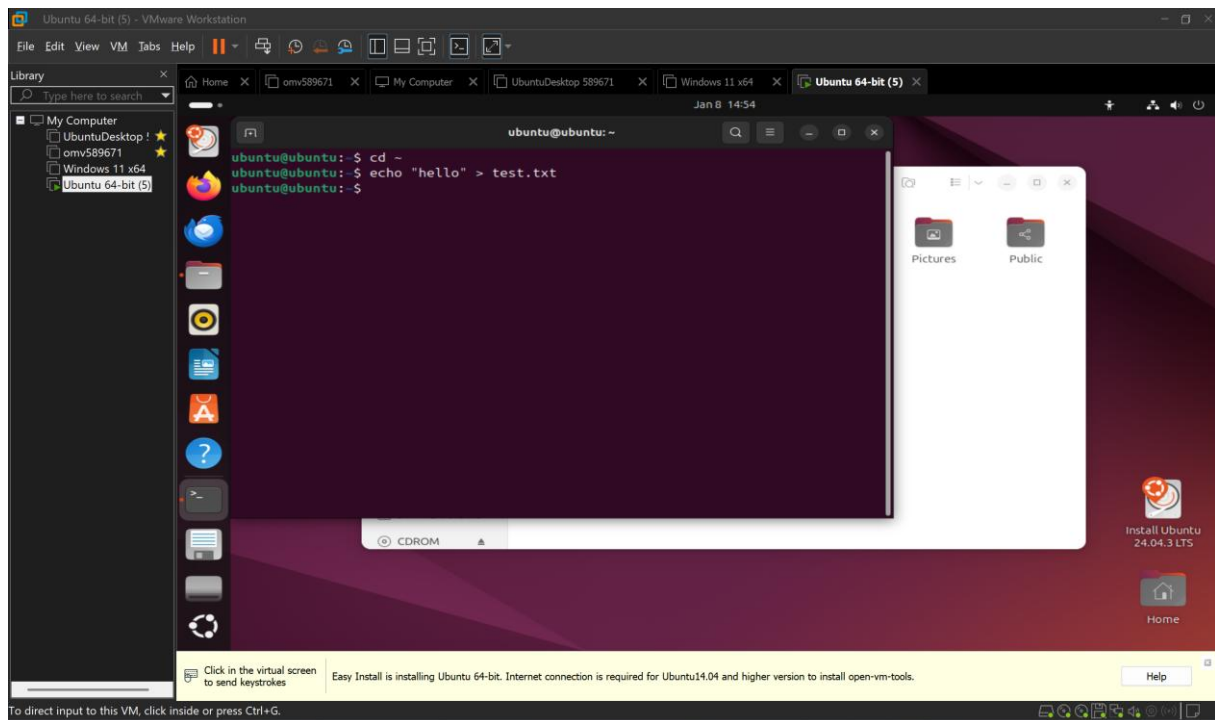 Ubuntu 64-bit (5) - VMware Workstation
File Edit View VM Tabs Help
Library
Type here to search
Home
omv589671
My Computer
UbuntuDesktop 589671
Windows 11 x64
Ubuntu 64-bit (5)
My Computer
UbuntuDesktop !
omv589671
Windows 11 x64
Ubuntu 64-bit (5)
Jan 8 14:54
ubuntu@ubuntu: ~
ubuntu@ubuntu:~$ cd ~
ubuntu@ubuntu:~$ echo "hello" > test.txt
ubuntu@ubuntu:~$
Pictures
Public
CDROM
Install Ubuntu
24.04.3 LTS
Home
Click in the virtual screen
to send keystrokes
Easy Install is installing Ubuntu 64-bit. Internet connection is required for Ubuntu14.04 and higher version to install open-vm-tools.
Help
To direct input to this VM, click inside or press Ctrl+G.